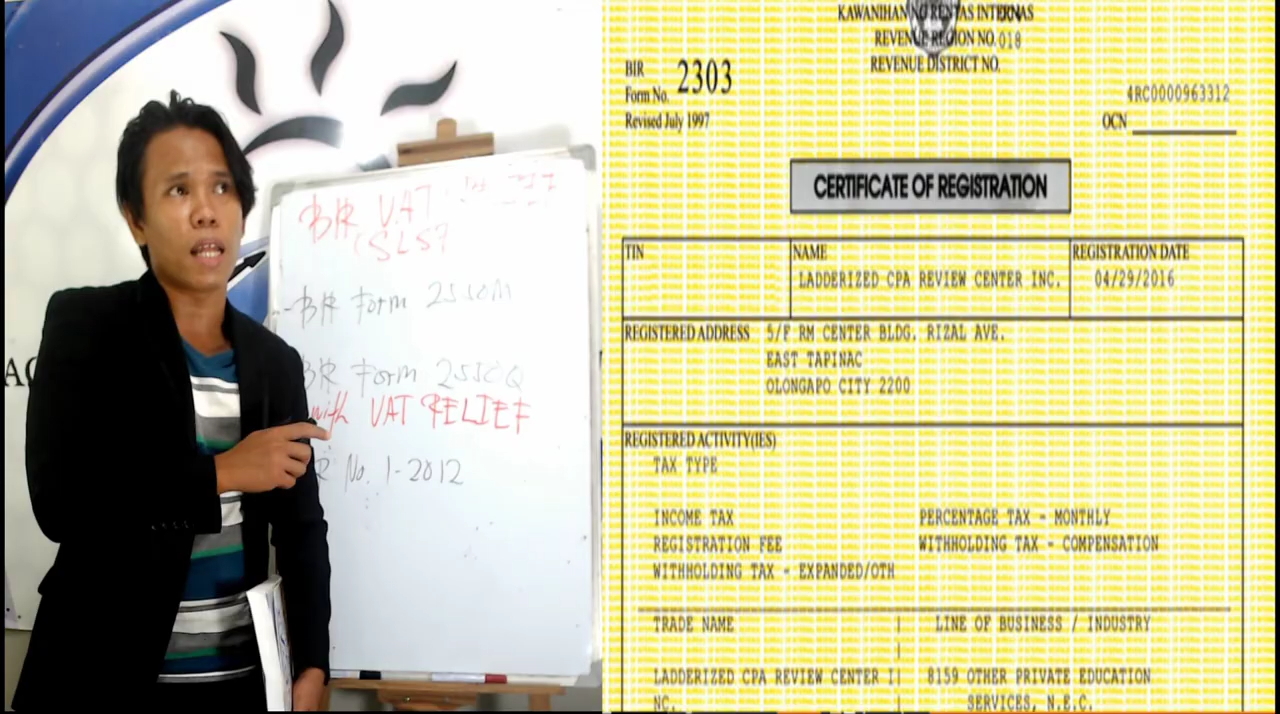 BIR VAT
(SLSP
- BIR Form 2550M
BIR Form 2550Q
with VAT RELIEF
No. 1-2012
KAWANIHAN NG RENTAS INTERNAS
REVENUE REGION NO. 018
REVENUE DISTRICT NO.
BIR
Form No. 2303
Revised July 1997
4RC0000963312
OCN
CERTIFICATE OF REGISTRATION
TIN NAME REGISTRATION DATE
LADDERIZED CPA REVIEW CENTER INC. 04/29/2016
REGISTERED ADDRESS 5/F RM CENTER BLDG. RIZAL AVE.
EAST TAPINAC
OLONGAPO CITY 2200
REGISTERED ACTIVITY(IES)
TAX TYPE
INCOME TAX PERCENTAGE TAX - MONTHLY
REGISTRATION FEE WITHHOLDING TAX - COMPENSATION
WITHHOLDING TAX - EXPANDED/OTH
TRADE NAME | LINE OF BUSINESS / INDUSTRY
LADDERIZED CPA REVIEW CENTER I| 8159 OTHER PRIVATE EDUCATION
NC. SERVICES, N.E.C.